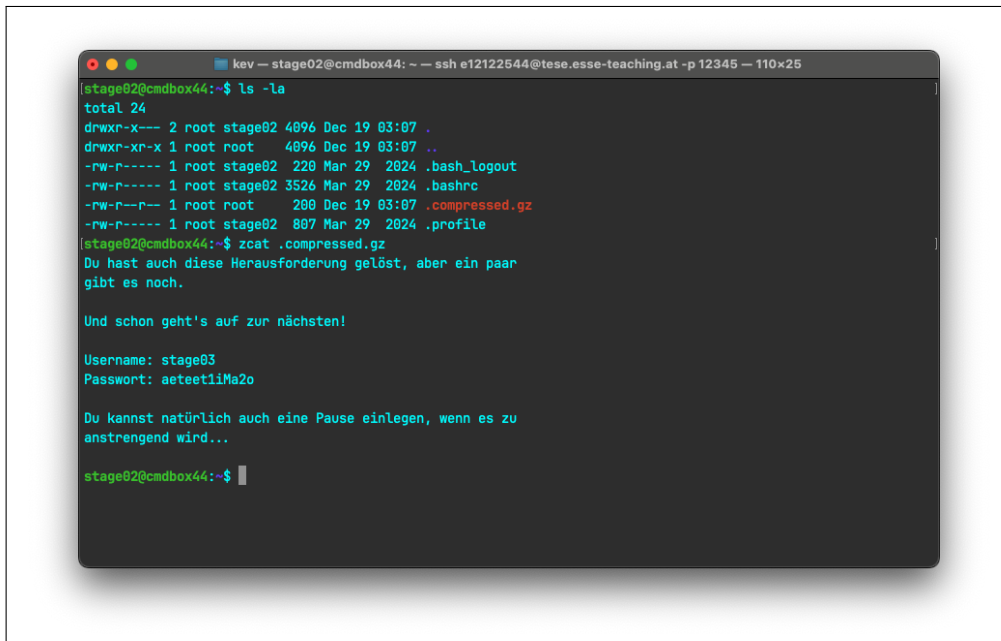 kev — stage02@cmdbox44: ~ — ssh e12122544@tese.esse-teaching.at -p 12345 — 110×25
[stage02@cmdbox44:~$ ls -la ]
total 24
drwxr-x--- 2 root stage02 4096 Dec 19 03:07 .
drwxr-xr-x 1 root root    4096 Dec 19 03:07 ..
-rw-r----- 1 root stage02  220 Mar 29  2024 .bash_logout
-rw-r----- 1 root stage02 3526 Mar 29  2024 .bashrc
-rw-r--r-- 1 root root     200 Dec 19 03:07 .compressed.gz
-rw-r----- 1 root stage02  807 Mar 29  2024 .profile
[stage02@cmdbox44:~$ zcat .compressed.gz ]
Du hast auch diese Herausforderung gelöst, aber ein paar
gibt es noch.
Und schon geht's auf zur nächsten!
Username: stage03
Passwort: aeteet1iMa2o
Du kannst natürlich auch eine Pause einlegen, wenn es zu
anstrengend wird...
stage02@cmdbox44:~$